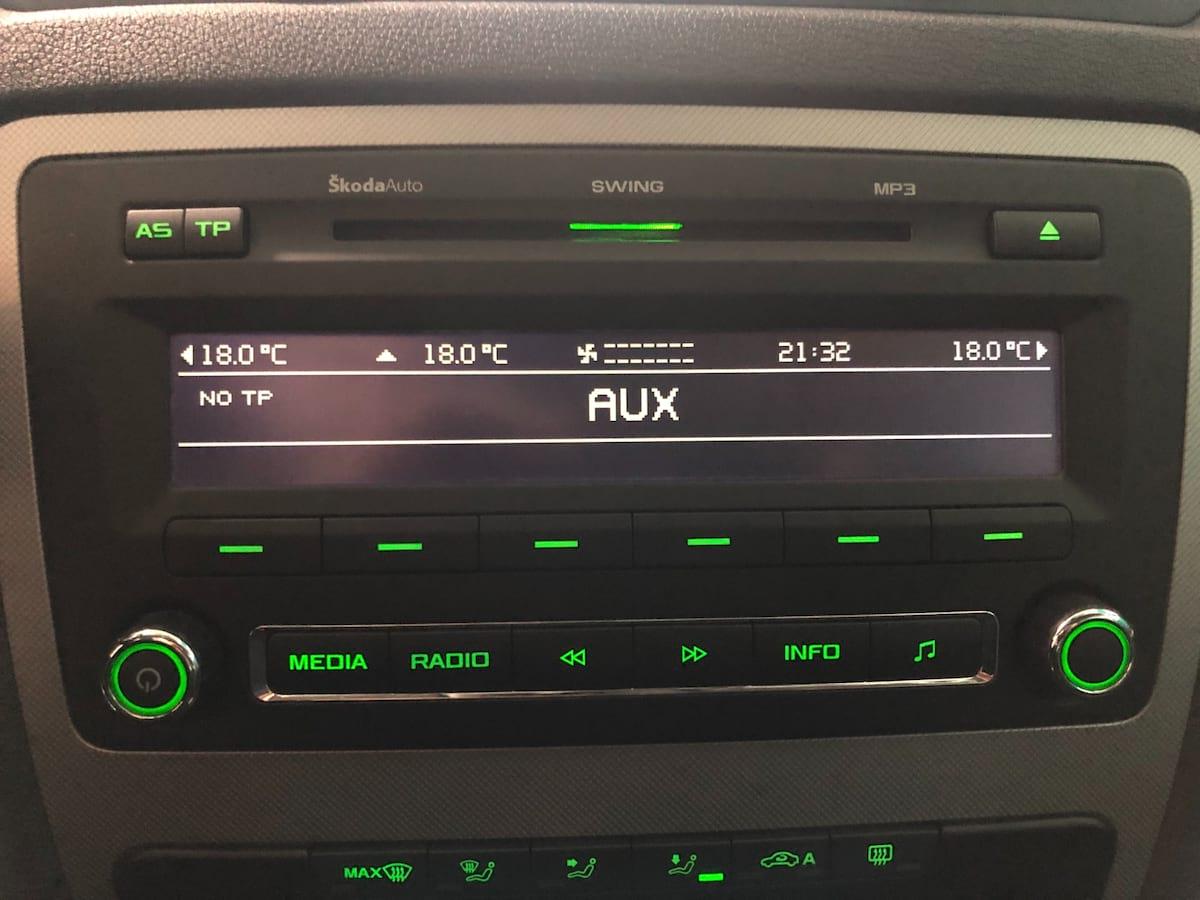 ŠkodaAuto SWING MP3
AS TP
18.0°C 18.0°C 21:32 18.0°C
NO TP AUX
MEDIA RADIO INFO
MAX A